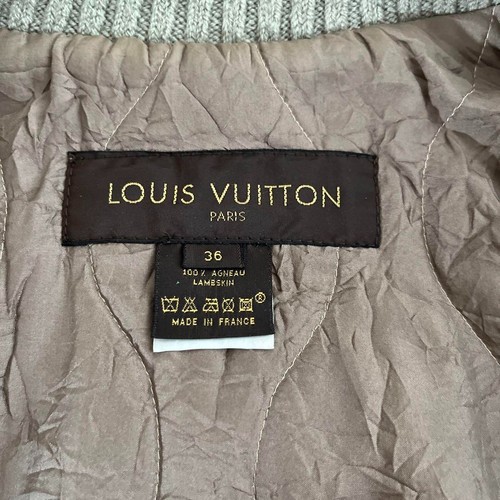 LOUIS VUITTON
PARIS
36
100% AGNEAU
LAMBSKIN
®
MADE IN FRANCE